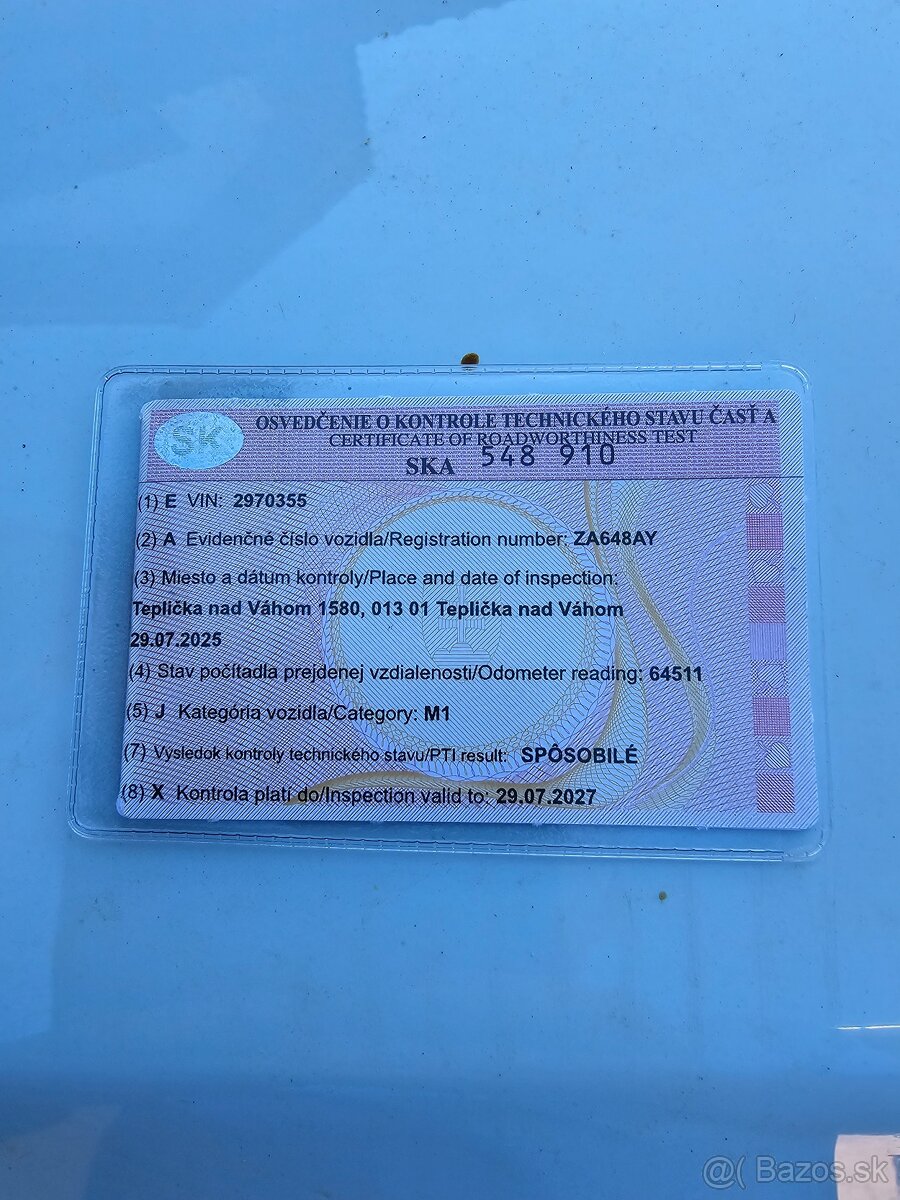 SK
OSVEDČENIE O KONTROLE TECHNICKÉHO STAVU ČASŤ A
CERTIFICATE OF ROADWORTHINESS TEST
SKA 548 910
(1) E VIN: 2970355
(2) A Evidenčné číslo vozidla/Registration number: ZA648AY
(3) Miesto a dátum kontroly/Place and date of inspection:
Teplička nad Váhom 1580, 013 01 Teplička nad Váhom
29.07.2025
(4) Stav počítadla prejdenej vzdialenosti/Odometer reading: 64511
(5) J Kategória vozidla/Category: M1
(7) Výsledok kontroly technického stavu/PTI result: SPÔSOBILÉ
(8) X Kontrola platí do/Inspection valid to: 29.07.2027
@( Bazos.sk